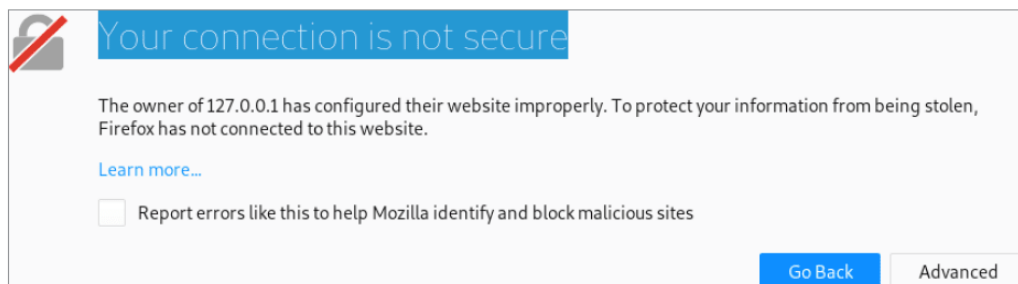 Your connection is not secure
The owner of 127.0.0.1 has configured their website improperly. To protect your information from being stolen,
Firefox has not connected to this website.
Learn more...
Report errors like this to help Mozilla identify and block malicious sites
Go Back Advanced